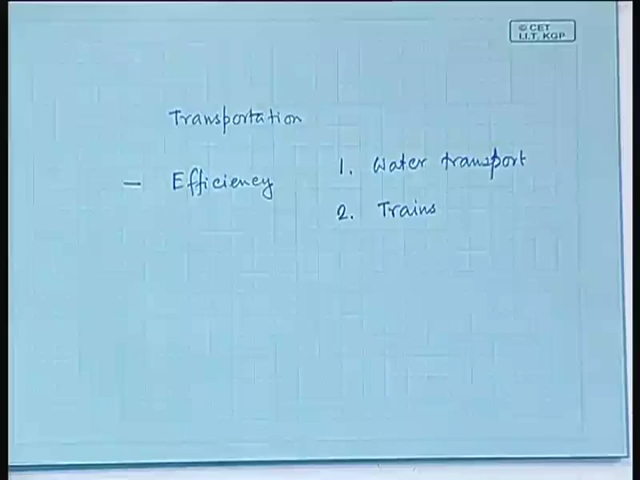 © CET
I.I.T. KGP
Transportation
1. Water transport
— Efficiency
2. Trains